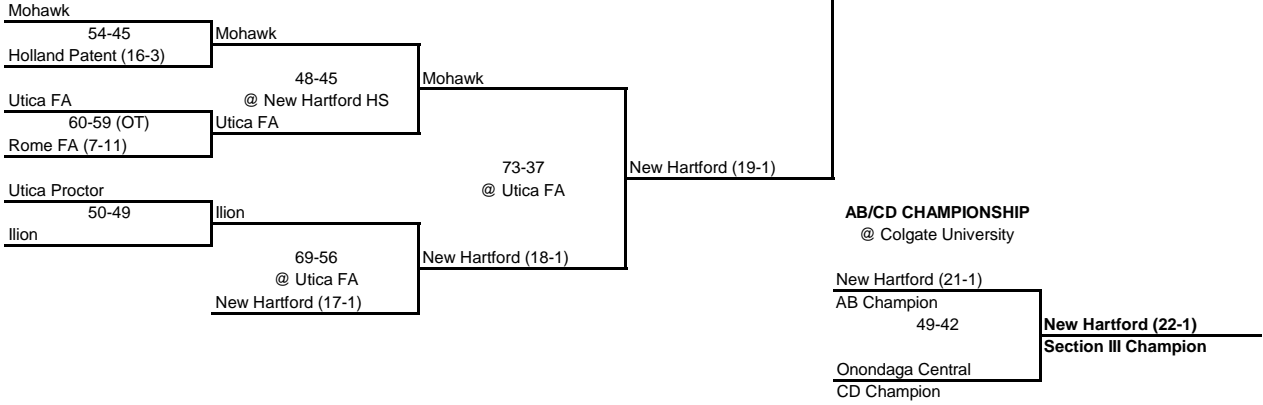 Mohawk
54-45
Holland Patent (16-3)
Mohawk
48-45
@ New Hartford HS
Mohawk
Utica FA
60-59 (OT)
Rome FA (7-11)
Utica FA
73-37
@ Utica FA
New Hartford (19-1)
Utica Proctor
50-49
Ilion
Ilion
69-56
@ Utica FA
New Hartford (17-1)
New Hartford (18-1)
AB/CD CHAMPIONSHIP
@ Colgate University
New Hartford (21-1)
AB Champion
49-42
Onondaga Central
CD Champion
New Hartford (22-1)
Section III Champion